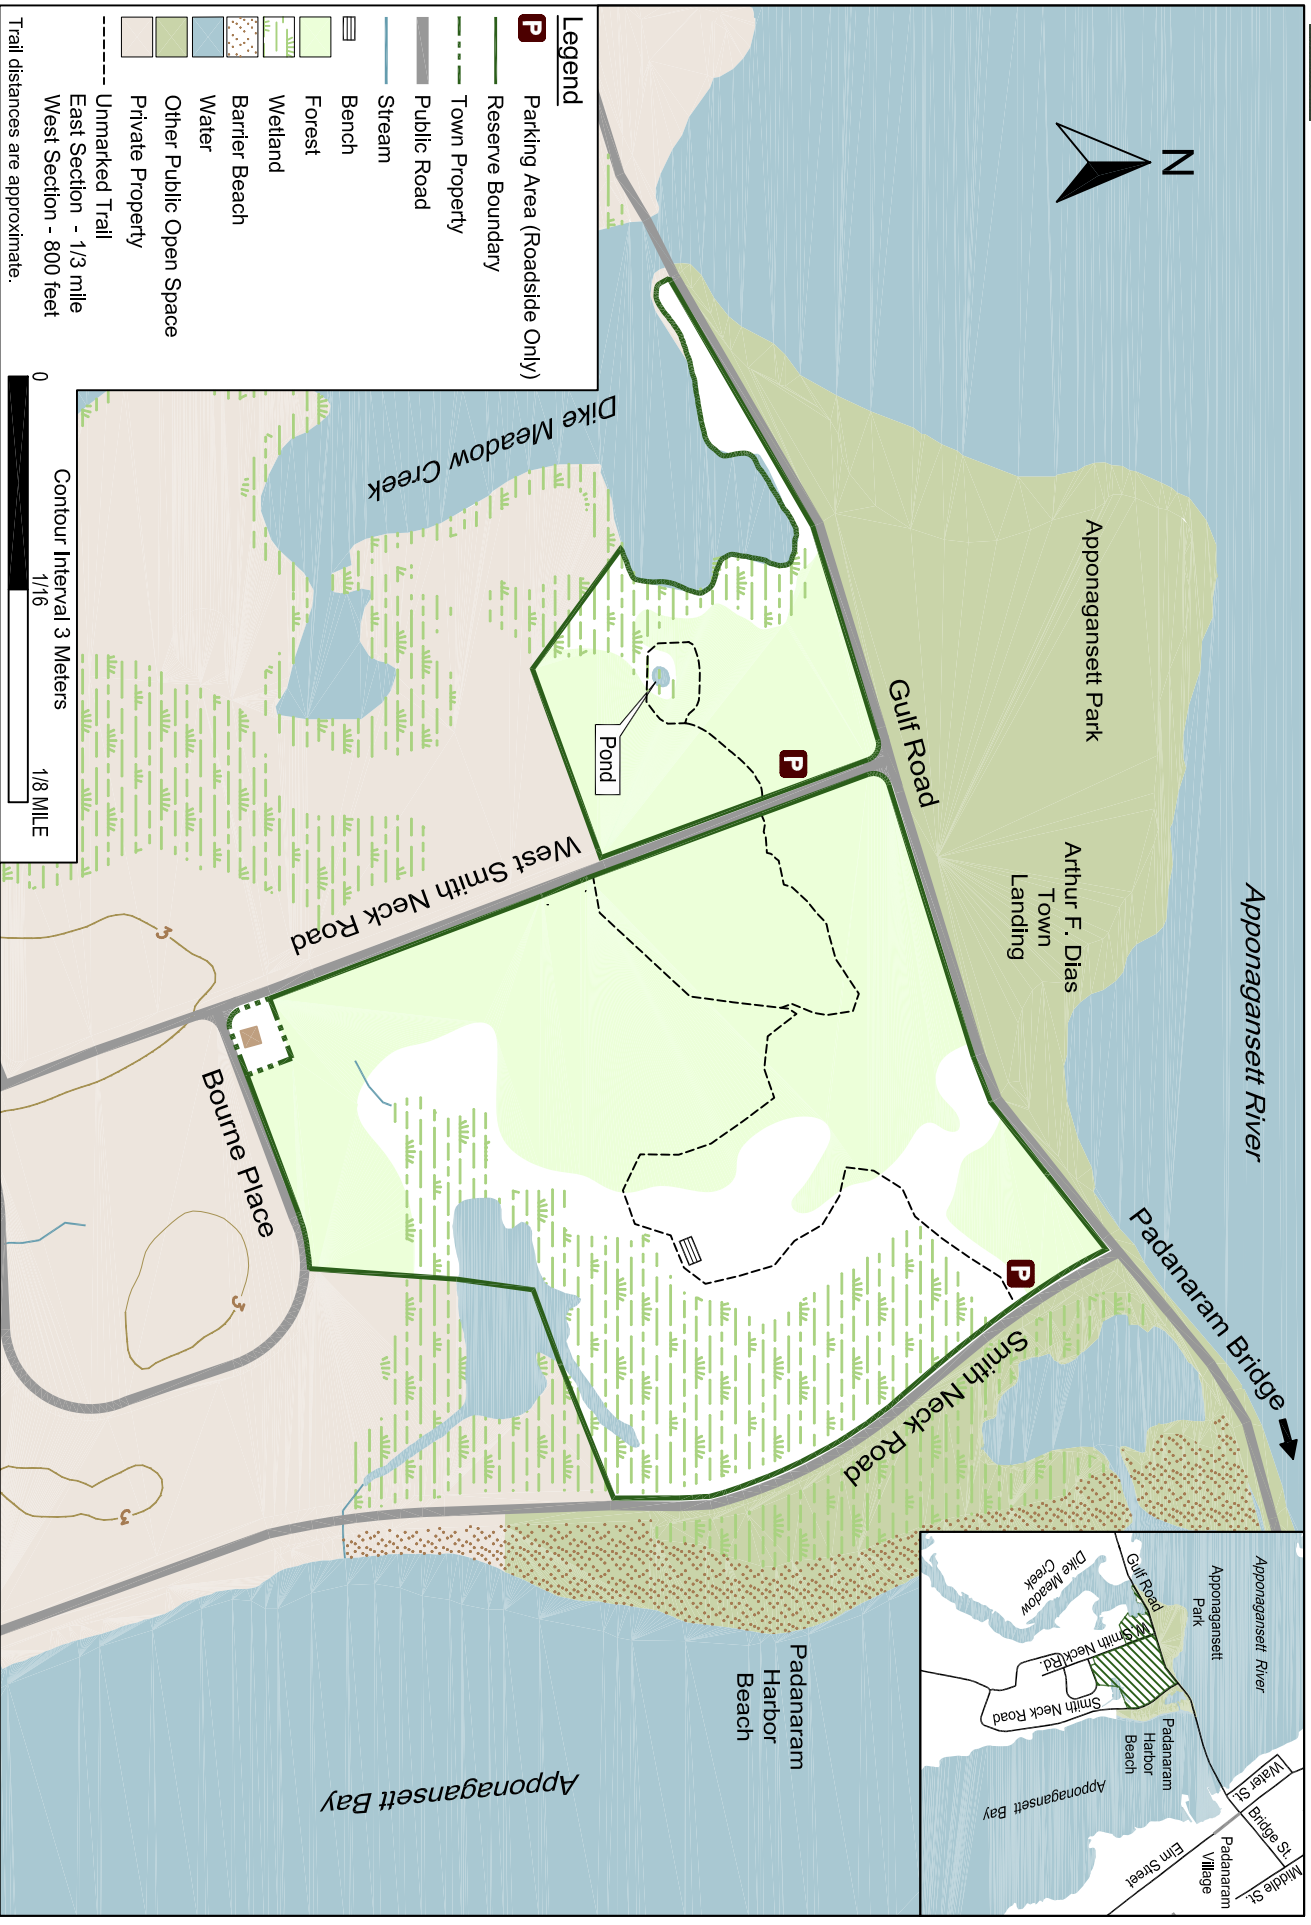 N
Apponagansett River
Apponagansett Park
Arthur F. Dias
Town
Landing
Padanaram Bridge
Gulf Road
Dike Meadow Creek
Pond
P
P
West Smith Neck Road
Smith Neck Road
Bourne Place
3
3
3
Padanaram
Harbor
Beach
Apponagansett Bay
Legend
P
Parking Area (Roadside Only)
Reserve Boundary
Town Property
Public Road
Stream
Bench
Forest
Wetland
Barrier Beach
Water
Other Public Open Space
Private Property
Unmarked Trail
East Section - 1/3 mile
West Section - 800 feet
Trail distances are approximate.
Contour Interval 3 Meters
0
1/16
1/8 MILE
Apponagansett River
Apponagansett
Park
Gulf Road
Dike Meadow
Creek
W. Smith Neck Rd.
Smith Neck Road
Padanaram
Harbor
Beach
Apponagansett Bay
Water St.
Bridge St.
Middle St.
Elm Street
Padanaram
Village